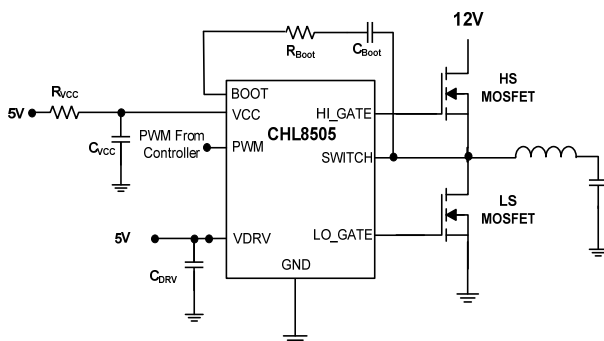 12V
RBoot
CBoot
HS
MOSFET
RVCC
5V
BOOT
VCC
HI_GATE
CHL8505
CVCC
PWM From
Controller
PWM
SWITCH
LS
MOSFET
5V
VDRV
LO_GATE
CDRV
GND